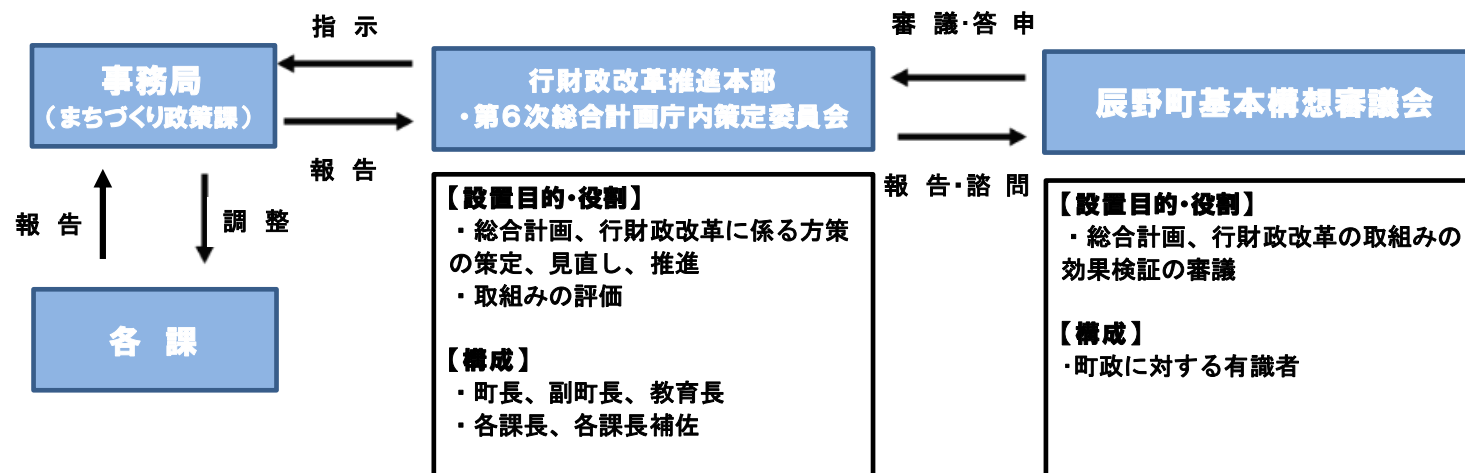 指 示
事務局
（まちづくり政策課）
報 告
報 告
調 整
各 課
行財政改革推進本部
・第６次総合計画庁内策定委員会
【設置目的・役割】
・総合計画、行財政改革に係る方策
の策定、見直し、推進
・取組みの評価
【構成】
・町長、副町長、教育長
・各課長、各課長補佐
審 議・答 申
報 告・諮 問
辰野町基本構想審議会
【設置目的・役割】
・総合計画、行財政改革の取組みの
効果検証の審議
【構成】
・町政に対する有識者